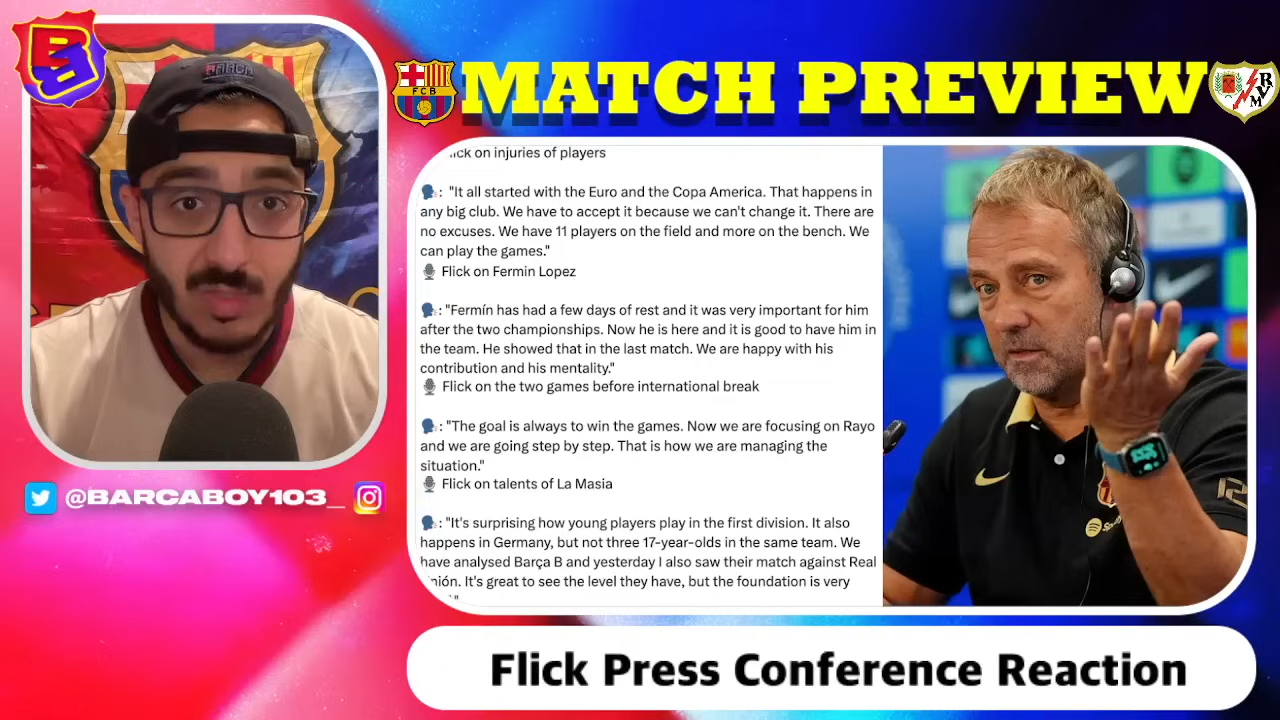 MATCH PREVIEW
BARCA
FCB
on injuries of players
: "It all started with the Euro and the Copa America. That happens in
any big club. We have to accept it because we can't change it. There are
no excuses. We have 11 players on the field and more on the bench. We
can play the games."
Flick on Fermin Lopez
: "Fermín has had a few days of rest and it was very important for him
after the two championships. Now he is here and it is good to have him in
the team. He showed that in the last match. We are happy with his
contribution and his mentality."
Flick on the two games before international break
: "The goal is always to win the games. Now we are focusing on Rayo
and we are going step by step. That is how we are managing the
situation."
Flick on talents of La Masia
: "It's surprising how young players play in the first division. It also
happens in Germany, but not three 17-year-olds in the same team. We
have analysed Barça B and yesterday I also saw their match against Real
. It's great to see the level they have, but the foundation is very
@BARCABOY103_
Flick Press Conference Reaction